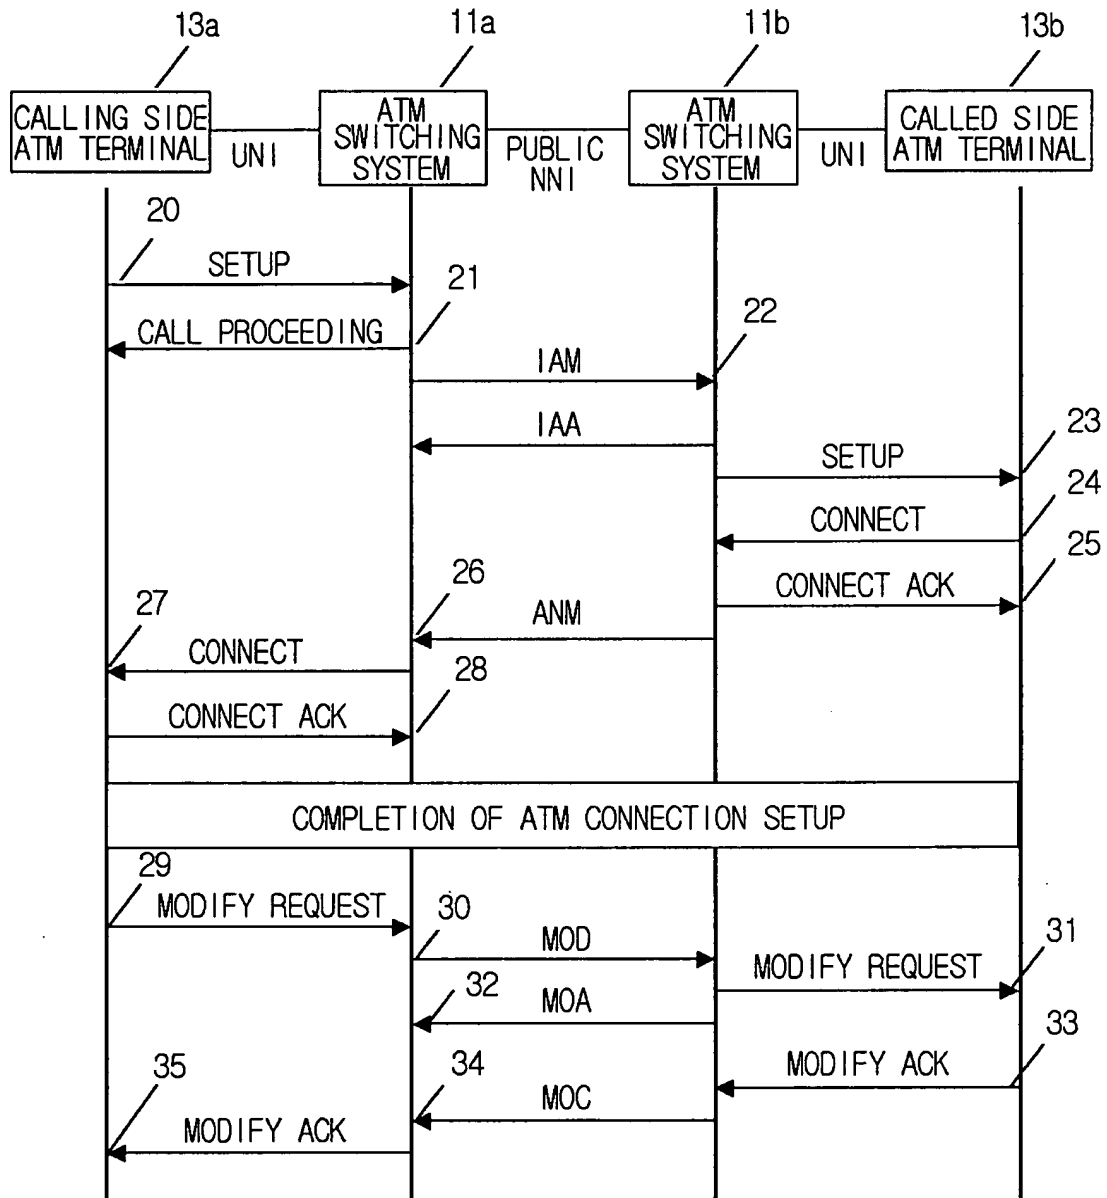 13a
11a
11b
13b
CALLING SIDE
ATM TERMINAL
UNI
ATM
SWITCHING
SYSTEM
PUBLIC
NNI
ATM
SWITCHING
SYSTEM
UNI
CALLED SIDE
ATM TERMINAL
20
SETUP
21
CALL PROCEEDING
22
IAM
IAA
23
SETUP
24
CONNECT
25
CONNECT ACK
26
ANM
27
CONNECT
28
CONNECT ACK
COMPLETION OF ATM CONNECTION SETUP
29
MODIFY REQUEST
30
MOD
31
MODIFY REQUEST
32
MOA
33
MODIFY ACK
34
MOC
35
MODIFY ACK